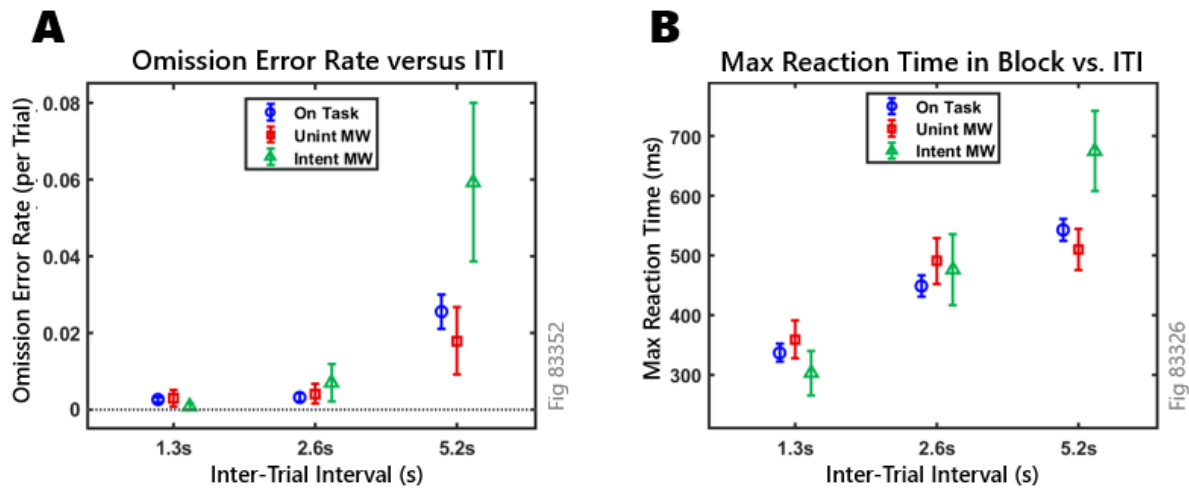 A
Omission Error Rate versus ITI
On Task
Unint MW
Intent MW
Omission Error Rate (per Trial)
0.08
0.06
0.04
0.02
0
1.3s
2.6s
5.2s
Inter-Trial Interval (s)
Fig 83352
B
Max Reaction Time in Block vs. ITI
On Task
Unint MW
Intent MW
Max Reaction Time (ms)
700
600
500
400
300
1.3s
2.6s
5.2s
Inter-Trial Interval (s)
Fig 83326